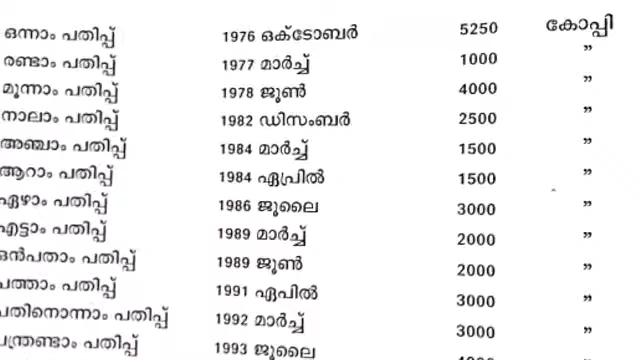 ഒന്നാം പതിപ്പ് 1976 ഒക്ടോബർ 5250 കോപ്പി
രണ്ടാം പതിപ്പ് 1977 മാർച്ച് 1000 ”
മൂന്നാം പതിപ്പ് 1978 ജൂൺ 4000 ”
നാലാം പതിപ്പ് 1982 ഡിസംബർ 2500 ”
അഞ്ചാം പതിപ്പ് 1984 മാർച്ച് 1500 ”
ആറാം പതിപ്പ് 1984 ഏപ്രിൽ 1500 ”
ഏഴാം പതിപ്പ് 1986 ജൂലൈ 3000 ”
എട്ടാം പതിപ്പ് 1989 മാർച്ച് 2000 ”
ഒൻപതാം പതിപ്പ് 1989 ജൂൺ 2000 ”
പത്താം പതിപ്പ് 1991 ഏപിൽ 3000 ”
പതിനൊന്നാം പതിപ്പ് 1992 മാർച്ച് 3000 ”
പന്ത്രണ്ടാം പതിപ്പ് 1993 ജൂലൈ ”